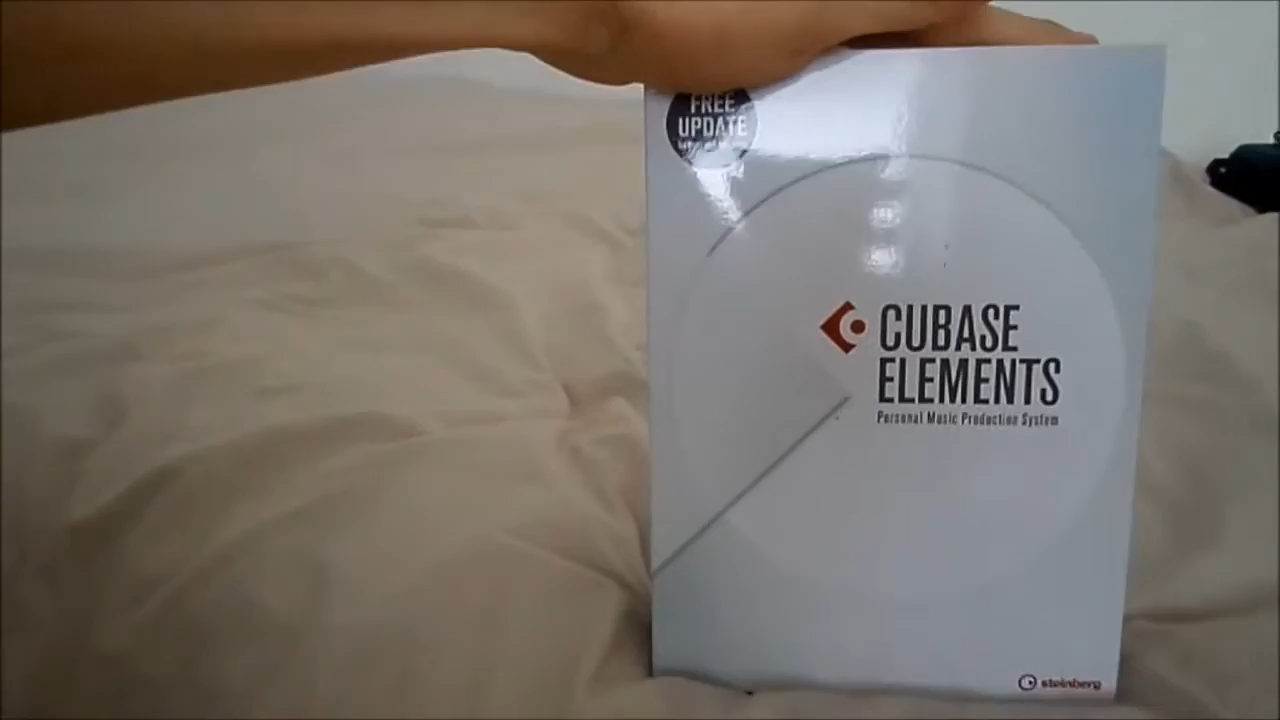 FREE
UPDATE
CUBASE
ELEMENTS
Personal Music Production System
steinberg